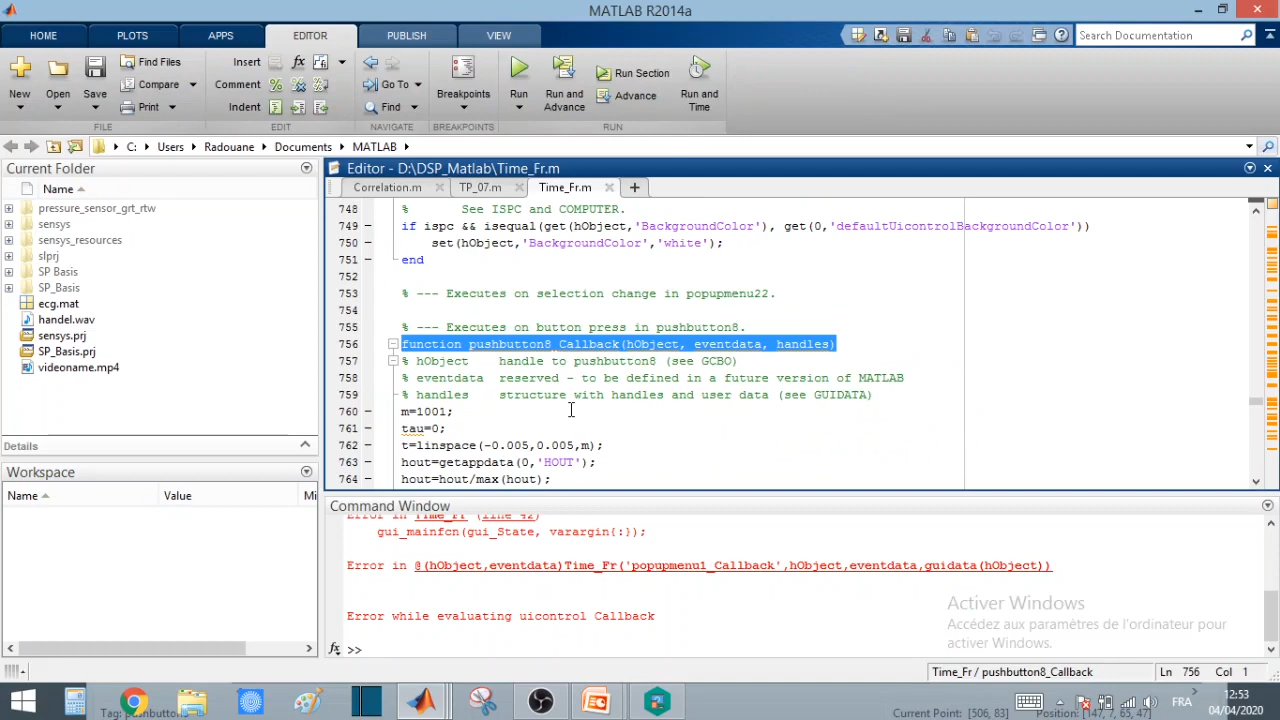 MATLAB R2014a
HOME
PLOTS
APPS
EDITOR
PUBLISH
VIEW
Search Documentation
New
Open
Save
Find Files
Compare
Print
Insert
Comment
Indent
Go To
Find
Breakpoints
Run
Run and
Advance
Run Section
Advance
Run and
Time
FILE
EDIT
NAVIGATE
BREAKPOINTS
RUN
C: ▸ Users ▸ Radouane ▸ Documents ▸ MATLAB ▸
Current Folder
Name
pressure_sensor_grt_rtw
sensys
sensys_resources
slprj
SP Basis
SP_Basis
ecg.mat
handel.wav
sensys.prj
SP_Basis.prj
videoname.mp4
Details
Workspace
Name
Value
Mi
Editor - D:\DSP_Matlab\Time_Fr.m
Correlation.m
TP_07.m
Time_Fr.m
748 % See ISPC and COMPUTER.
749 if ispc && isequal(get(hObject,'BackgroundColor'), get(0,'defaultUicontrolBackgroundColor'))
750 set(hObject,'BackgroundColor','white');
751 end
752
753 % --- Executes on selection change in popupmenu22.
754
755 % --- Executes on button press in pushbutton8.
756 function pushbutton8_Callback(hObject, eventdata, handles)
757 % hObject handle to pushbutton8 (see GCBO)
758 % eventdata reserved - to be defined in a future version of MATLAB
759 % handles structure with handles and user data (see GUIDATA)
760 m=1001;
761 tau=0;
762 t=linspace(-0.005,0.005,m);
763 hout=getappdata(0,'HOUT');
764 hout=hout/max(hout);
Command Window
Error in Time_Fr (line 42)
gui_mainfcn(gui_State, varargin{:});
Error in @(hObject,eventdata)Time_Fr('popupmenu1_Callback',hObject,eventdata,guidata(hObject))
Error while evaluating uicontrol Callback
fx >>
Activer Windows
Accédez aux paramètres de l'ordinateur pour
activer Windows.
Time_Fr / pushbutton8_Callback
Ln 756 Col 1
FRA
12:53
04/04/2020
Current Point: [506, 83]